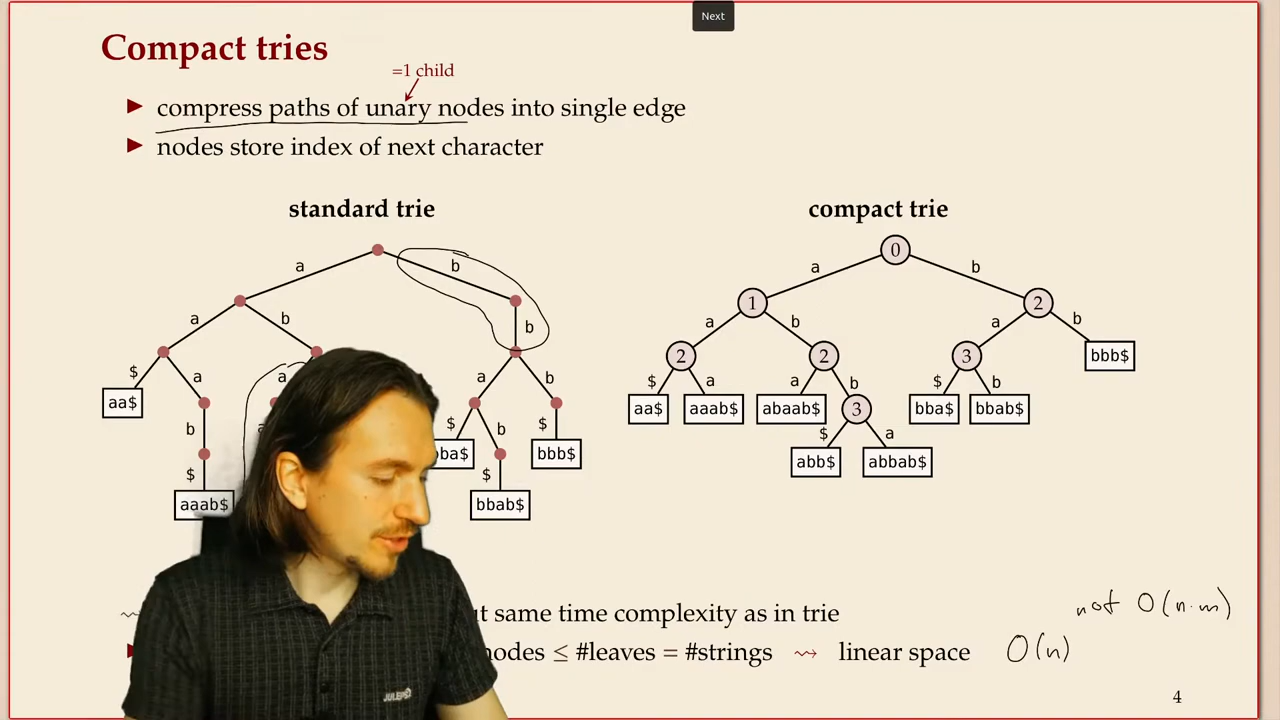 Next
Compact tries
=1 child
compress paths of unary nodes into single edge
nodes store index of next character
standard trie
compact trie
0
a
b
a
b
1
2
a
b
b
a
b
a
b
2
2
3
bbb$
$
a
a
b
$
a
a
b
$
b
aa$
aa$
aaab$
abaab$
3
bba$
bbab$
b
$
b
$
$
a
bbb$
abb$
abbab$
$
$
aaab$
bbab$
same time complexity as in trie
not O(n·m)
nodes ≤ #leaves = #strings ⇝ linear space O(n)
JULEP
4